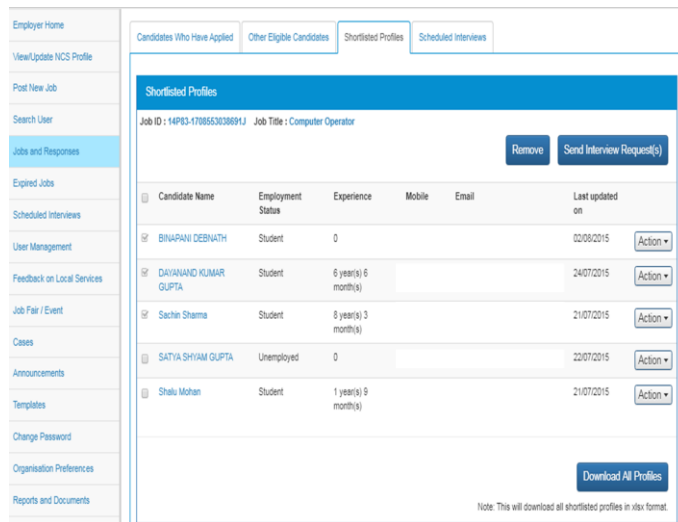 Employer Home
View/Update NCS Profile
Post New Job
Search User
Jobs and Responses
Expired Jobs
Scheduled Interviews
User Management
Feedback on Local Services
Job Fair / Event
Cases
Announcements
Templates
Change Password
Organisation Preferences
Reports and Documents
Candidates Who Have Applied Other Eligible Candidates Shortlisted Profiles Scheduled Interviews
Shortlisted Profiles
Job ID : 14P83-1708553038691J Job Title : Computer Operator
Remove Send Interview Request(s)
Candidate Name Employment Experience Mobile Email Last updated
Status on
BINAPANI DEBNATH Student 0 02/08/2015 Action
DAYANAND KUMAR Student 6 year(s) 6 24/07/2015 Action
GUPTA month(s)
Sachin Sharma Student 8 year(s) 3 21/07/2015 Action
month(s)
SATYA SHYAM GUPTA Unemployed 0 22/07/2015 Action
Shalu Mohan Student 1 year(s) 9 21/07/2015 Action
month(s)
Download All Profiles
Note: This will download all shortlisted profiles in xlsx format.